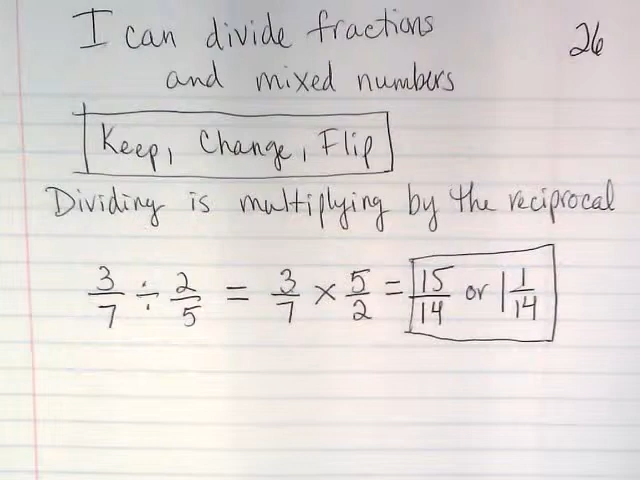 I can divide fractions 26
and mixed numbers
Keep, Change, Flip
Dividing is multiplying by the reciprocal
3/7 ÷ 2/5 = 3/7 × 5/2 = 15/14 or 1 1/14